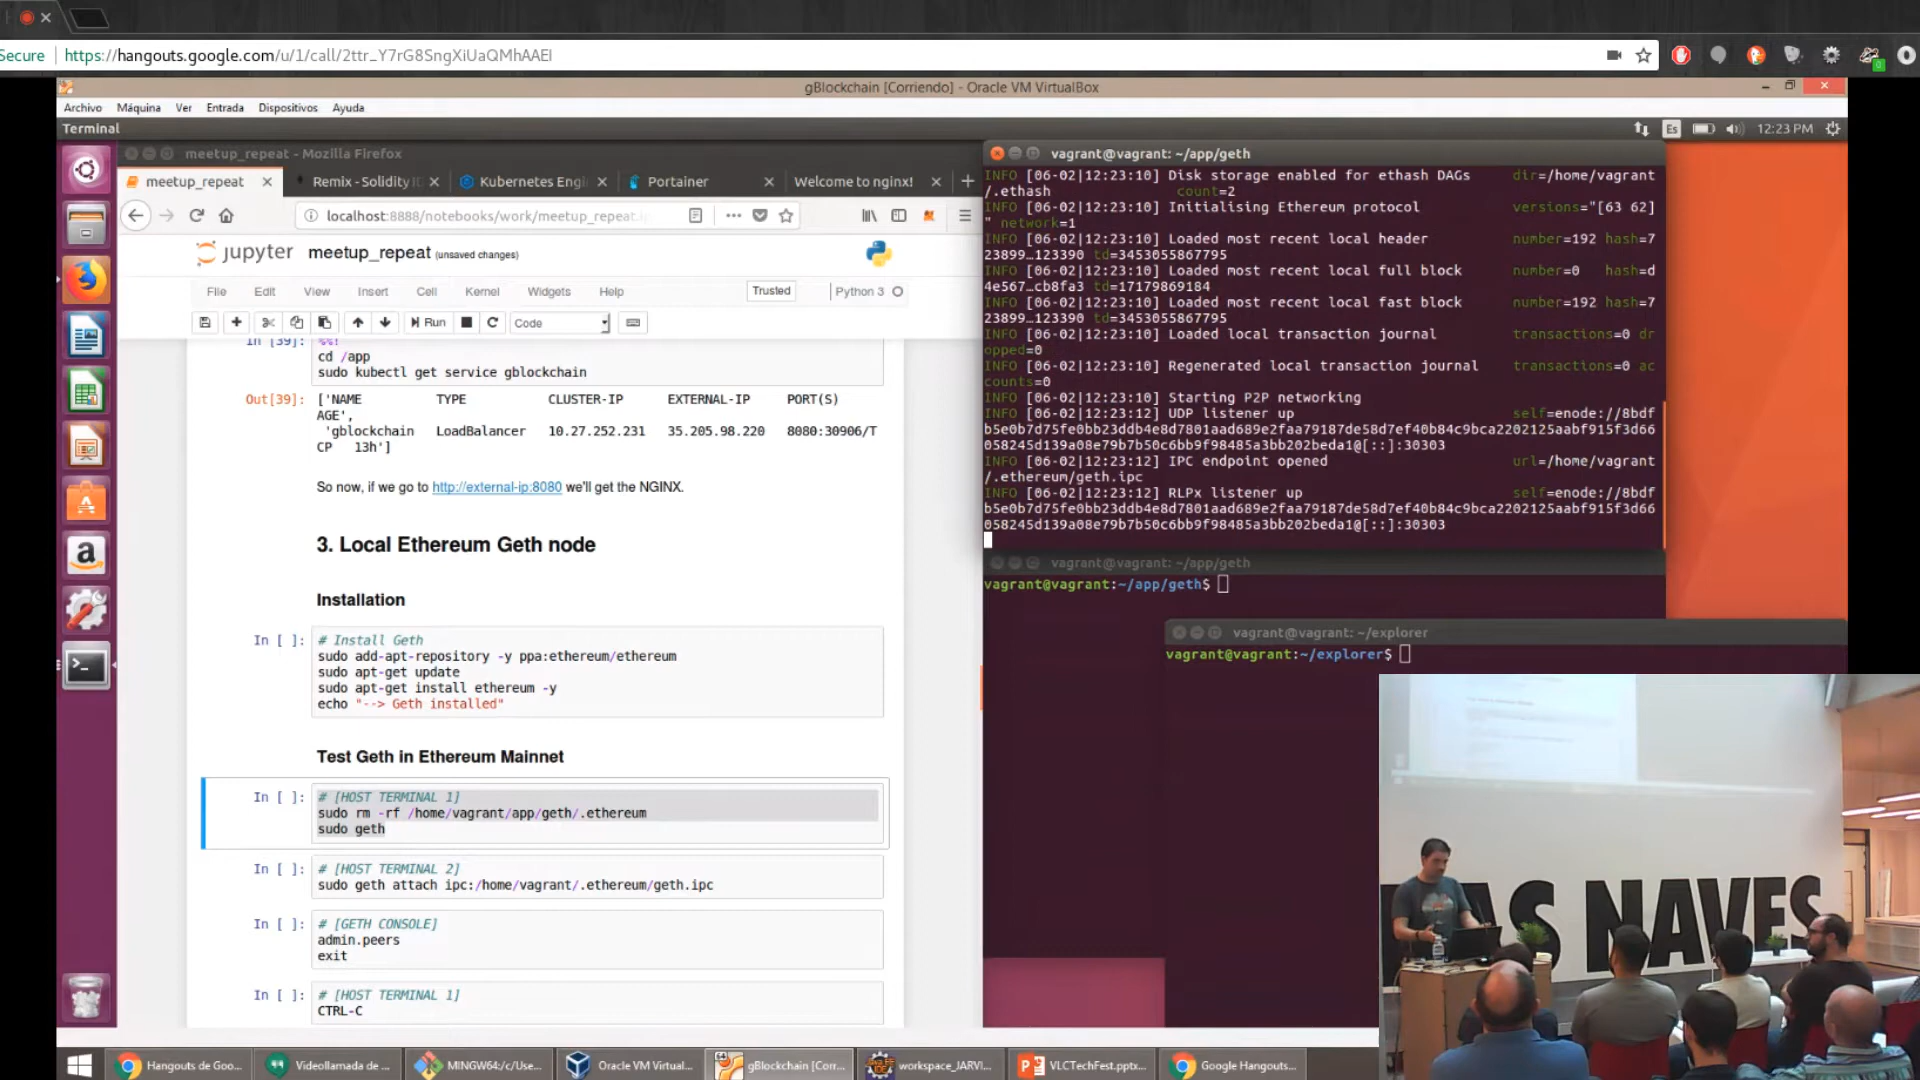 Secure https://hangouts.google.com/u/1/call/2ttr_Y7rG8SngXiUaQMhAAEI
gBlockchain [Corriendo] - Oracle VM VirtualBox
Archivo Máquina Ver Entrada Dispositivos Ayuda
Terminal
Es 12:23 PM
meetup_repeat - Mozilla Firefox
meetup_repeat Remix - Solidity Kubernetes Engi Portainer Welcome to nginx!
localhost:8888/notebooks/work/meetup_repeat.
jupyter meetup_repeat (unsaved changes)
File Edit View Insert Cell Kernel Widgets Help Trusted Python 3
Run Code
In [39]: %%!
cd /app
sudo kubectl get service gblockchain
Out[39]: ['NAME TYPE CLUSTER-IP EXTERNAL-IP PORT(S)
AGE',
'gblockchain LoadBalancer 10.27.252.231 35.205.98.220 8080:30906/T
CP 13h']
So now, if we go to http://external-ip:8080 we'll get the NGINX.
3. Local Ethereum Geth node
Installation
In [ ]: # Install Geth
sudo add-apt-repository -y ppa:ethereum/ethereum
sudo apt-get update
sudo apt-get install ethereum -y
echo "--> Geth installed"
Test Geth in Ethereum Mainnet
In [ ]: # [HOST TERMINAL 1]
sudo rm -rf /home/vagrant/app/geth/.ethereum
sudo geth
In [ ]: # [HOST TERMINAL 2]
sudo geth attach ipc:/home/vagrant/.ethereum/geth.ipc
In [ ]: # [GETH CONSOLE]
admin.peers
exit
In [ ]: # [HOST TERMINAL 1]
CTRL-C
vagrant@vagrant: ~/app/geth
INFO [06-02|12:23:10] Disk storage enabled for ethash DAGs dir=/home/vagrant
/.ethash count=2
INFO [06-02|12:23:10] Initialising Ethereum protocol versions="[63 62]
" network=1
INFO [06-02|12:23:10] Loaded most recent local header number=192 hash=7
23899…123390 td=3453055867795
INFO [06-02|12:23:10] Loaded most recent local full block number=0 hash=d
4e567…cb8fa3 td=17179869184
INFO [06-02|12:23:10] Loaded most recent local fast block number=192 hash=7
23899…123390 td=3453055867795
INFO [06-02|12:23:10] Loaded local transaction journal transactions=0 dr
opped=0
INFO [06-02|12:23:10] Regenerated local transaction journal transactions=0 ac
counts=0
INFO [06-02|12:23:10] Starting P2P networking
INFO [06-02|12:23:12] UDP listener up self=enode://8bdf
b5e0b7d75fe0bb23ddb4e8d7801aad689e2faa79187de58d7ef40b84c9bca2202125aabf915f3d66
058245d139a08e79b7b50c6bb9f98485a3bb202beda1@[::]:30303
INFO [06-02|12:23:12] IPC endpoint opened url=/home/vagrant
/.ethereum/geth.ipc
INFO [06-02|12:23:12] RLPx listener up self=enode://8bdf
b5e0b7d75fe0bb23ddb4e8d7801aad689e2faa79187de58d7ef40b84c9bca2202125aabf915f3d66
058245d139a08e79b7b50c6bb9f98485a3bb202beda1@[::]:30303
vagrant@vagrant: ~/app/geth
vagrant@vagrant:~/app/geth$
vagrant@vagrant: ~/explorer
vagrant@vagrant:~/explorer$
AS NAVES
Hangouts de Goo... Videollamada de ... MINGW64:/c/Use... Oracle VM Virtual... gBlockchain [Corr... workspace_JARVI... VLCTechFest.pptx... Google Hangouts...